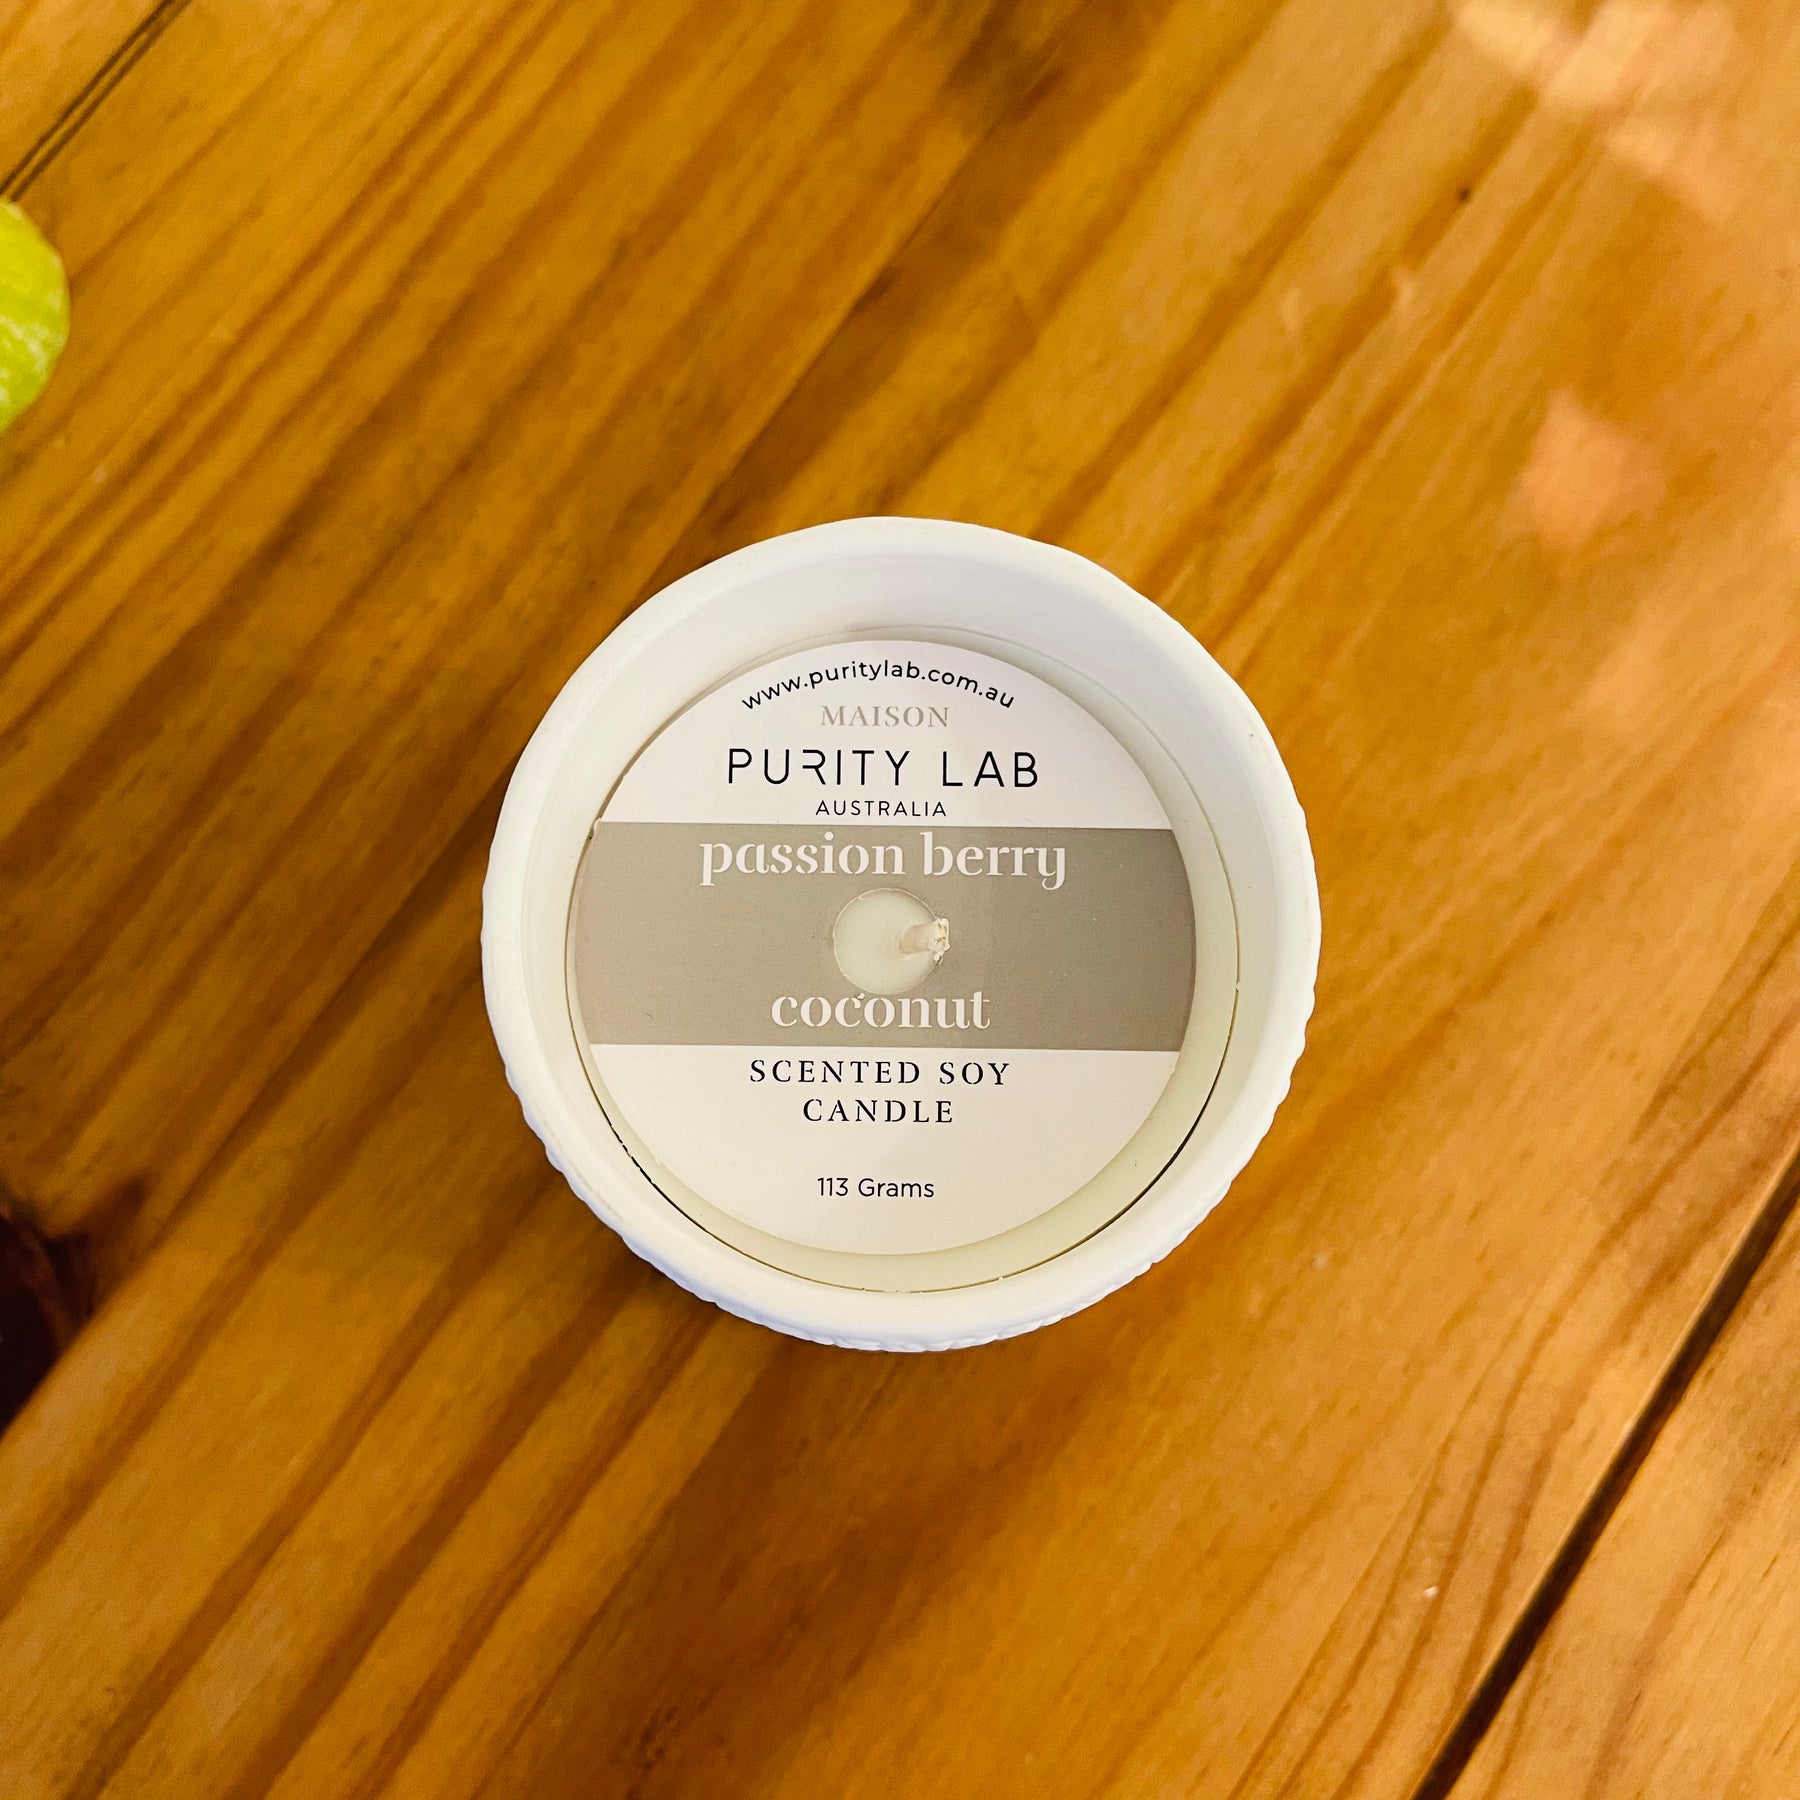 www.puritylab.com.au
MAISON
PURITY LAB
AUSTRALIA
passion berry
coconut
SCENTED SOY
CANDLE
113 Grams